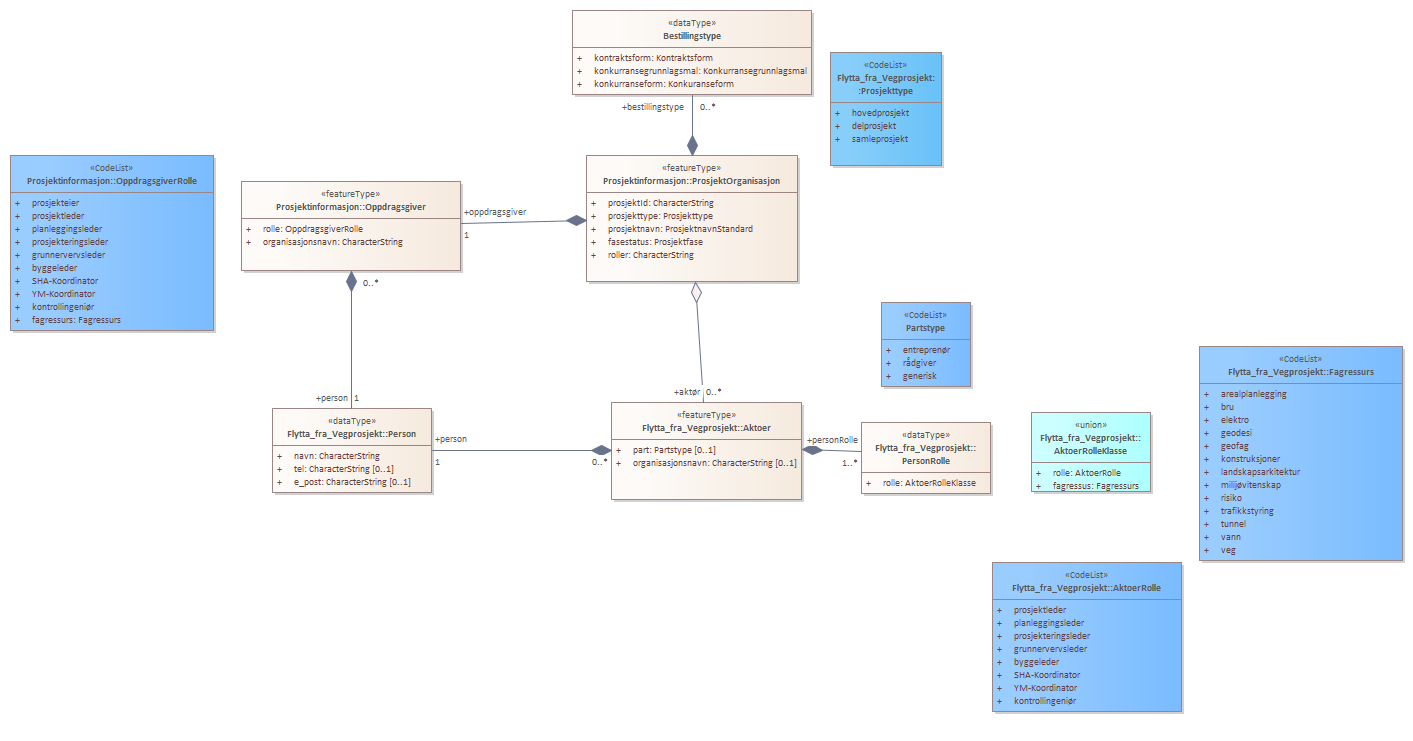 «dataType»
Bestillingstype
+ kontraktsform: Kontraktsform
+ konkurransegrunnlagsmal: Konkurransegrunnlagsmal
+ konkurranseform: Konkuranseform
+bestillingstype 0..*
«CodeList»
Flytta_fra_Vegprosjekt:
:Prosjekttype
+ hovedprosjekt
+ delprosjekt
+ samleprosjekt
«CodeList»
Prosjektinformasjon::OppdragsgiverRolle
+ prosjekteier
+ prosjektleder
+ planleggingsleder
+ prosjekteringsleder
+ grunnervervsleder
+ byggeleder
+ SHA-Koordinator
+ YM-Koordinator
+ kontrollingeniør
+ fagressurs: Fagressurs
«featureType»
Prosjektinformasjon::Oppdragsgiver
+ rolle: OppdragsgiverRolle
+ organisasjonsnavn: CharacterString
+oppdragsgiver
1
«featureType»
Prosjektinformasjon::ProsjektOrganisasjon
+ prosjektId: CharacterString
+ prosjekttype: Prosjekttype
+ prosjektnavn: ProsjektnavnStandard
+ fasestatus: Prosjektfase
+ roller: CharacterString
0..*
+person 1
+aktør 0..*
«CodeList»
Partstype
+ entreprenør
+ rådgiver
+ generisk
«dataType»
Flytta_fra_Vegprosjekt::Person
+ navn: CharacterString
+ tel: CharacterString [0..1]
+ e_post: CharacterString [0..1]
+person
1
0..*
«featureType»
Flytta_fra_Vegprosjekt::Aktoer
+ part: Partstype [0..1]
+ organisasjonsnavn: CharacterString [0..1]
+personRolle
1..*
«dataType»
Flytta_fra_Vegprosjekt::
PersonRolle
+ rolle: AktoerRolleKlasse
«union»
Flytta_fra_Vegprosjekt::
AktoerRolleKlasse
+ rolle: AktoerRolle
+ fagressus: Fagressurs
«CodeList»
Flytta_fra_Vegprosjekt::Fagressurs
+ arealplanlegging
+ bru
+ elektro
+ geodesi
+ geofag
+ konstruksjoner
+ landskapsarkitektur
+ miljøvitenskap
+ risiko
+ trafikkstyring
+ tunnel
+ vann
+ veg
«CodeList»
Flytta_fra_Vegprosjekt::AktoerRolle
+ prosjektleder
+ planleggingsleder
+ prosjekteringsleder
+ grunnervervsleder
+ byggeleder
+ SHA-Koordinator
+ YM-Koordinator
+ kontrollingeniør